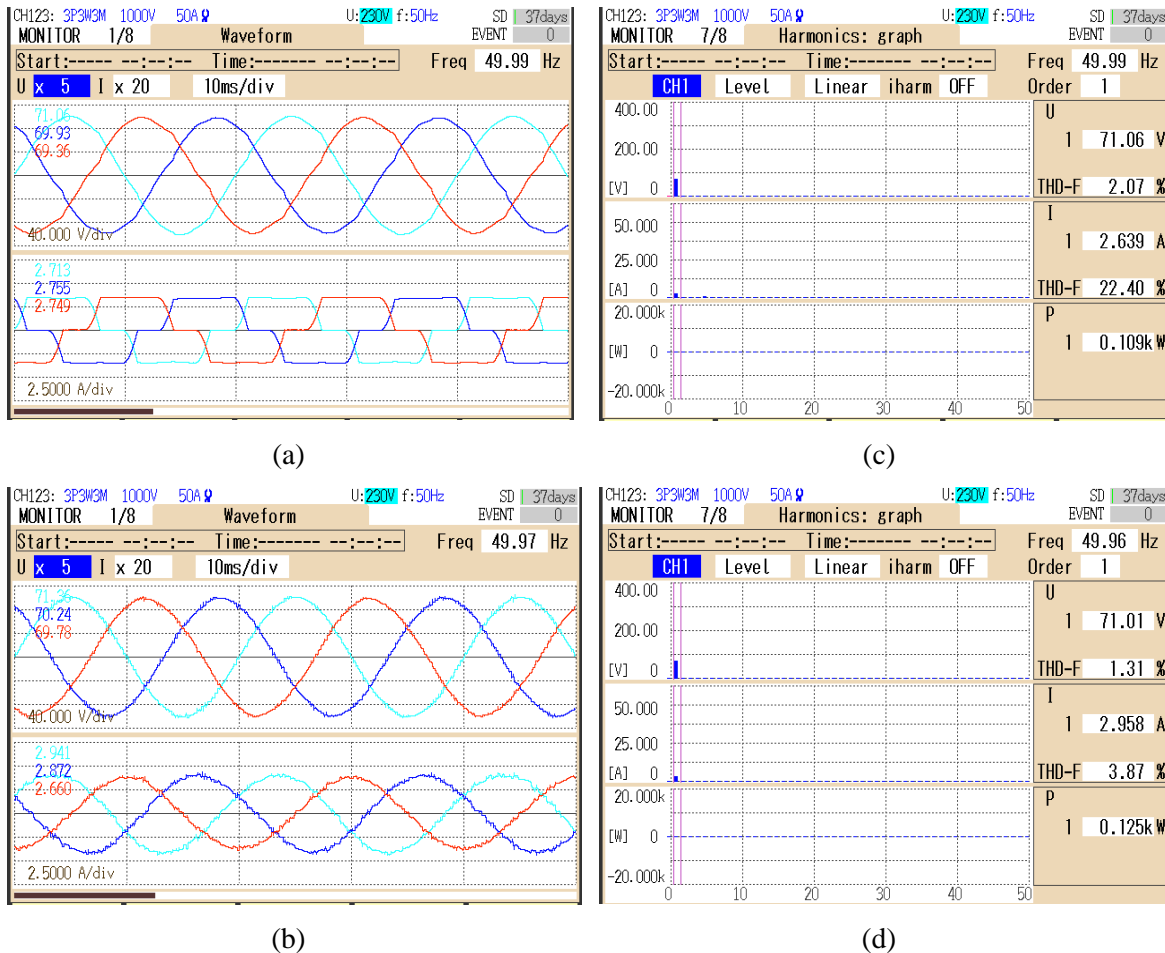 CH123: 3P3W3M 1000V 50A U:230V f:50Hz SD 37days
MONITOR 1/8 Waveform EVENT 0
Start:----- --:--:-- Time:------- --:--:-- Freq 49.99 Hz
U x 5 I x 20 10ms/div
71.06
69.93
69.36
40.000 V/div
2.713
2.755
2.749
2.5000 A/div
(a)
CH123: 3P3W3M 1000V 50A U:230V f:50Hz SD 37days
MONITOR 7/8 Harmonics: graph EVENT 0
Start:----- --:--:-- Time:------- --:--:-- Freq 49.99 Hz
CH1 Level Linear iharm OFF Order 1
400.00 U
200.00 1 71.06 V
[V] 0 THD-F 2.07 %
50.000 I
25.000 1 2.639 A
[A] 0 THD-F 22.40 %
20.000k P
[W] 0 1 0.109k W
-20.000k
0 10 20 30 40 50
(c)
CH123: 3P3W3M 1000V 50A U:230V f:50Hz SD 37days
MONITOR 1/8 Waveform EVENT 0
Start:----- --:--:-- Time:------- --:--:-- Freq 49.97 Hz
U x 5 I x 20 10ms/div
71.36
70.24
69.78
40.000 V/div
2.941
2.872
2.660
2.5000 A/div
(b)
CH123: 3P3W3M 1000V 50A U:230V f:50Hz SD 37days
MONITOR 7/8 Harmonics: graph EVENT 0
Start:----- --:--:-- Time:------- --:--:-- Freq 49.96 Hz
CH1 Level Linear iharm OFF Order 1
400.00 U
200.00 1 71.01 V
[V] 0 THD-F 1.31 %
50.000 I
25.000 1 2.958 A
[A] 0 THD-F 3.87 %
20.000k P
[W] 0 1 0.125k W
-20.000k
0 10 20 30 40 50
(d)